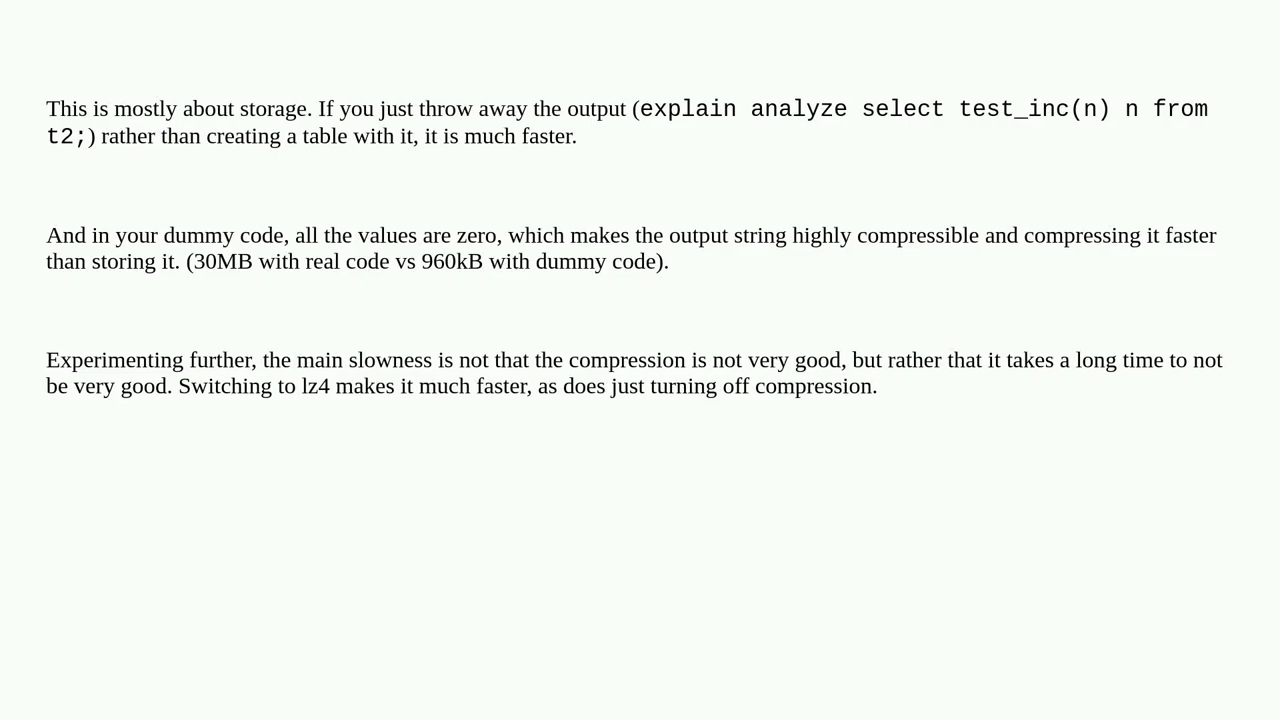 This is mostly about storage. If you just throw away the output (explain analyze select test_inc(n) n from
t2;) rather than creating a table with it, it is much faster.
And in your dummy code, all the values are zero, which makes the output string highly compressible and compressing it faster
than storing it. (30MB with real code vs 960kB with dummy code).
Experimenting further, the main slowness is not that the compression is not very good, but rather that it takes a long time to not
be very good. Switching to lz4 makes it much faster, as does just turning off compression.